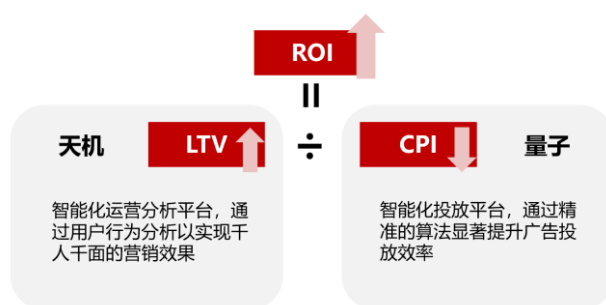 ROI
=
天机
LTV
÷
CPI
量子
智能化运营分析平台，通
过用户行为分析以实现千
人千面的营销效果
智能化投放平台，通过精
准的算法显著提升广告投
放效率